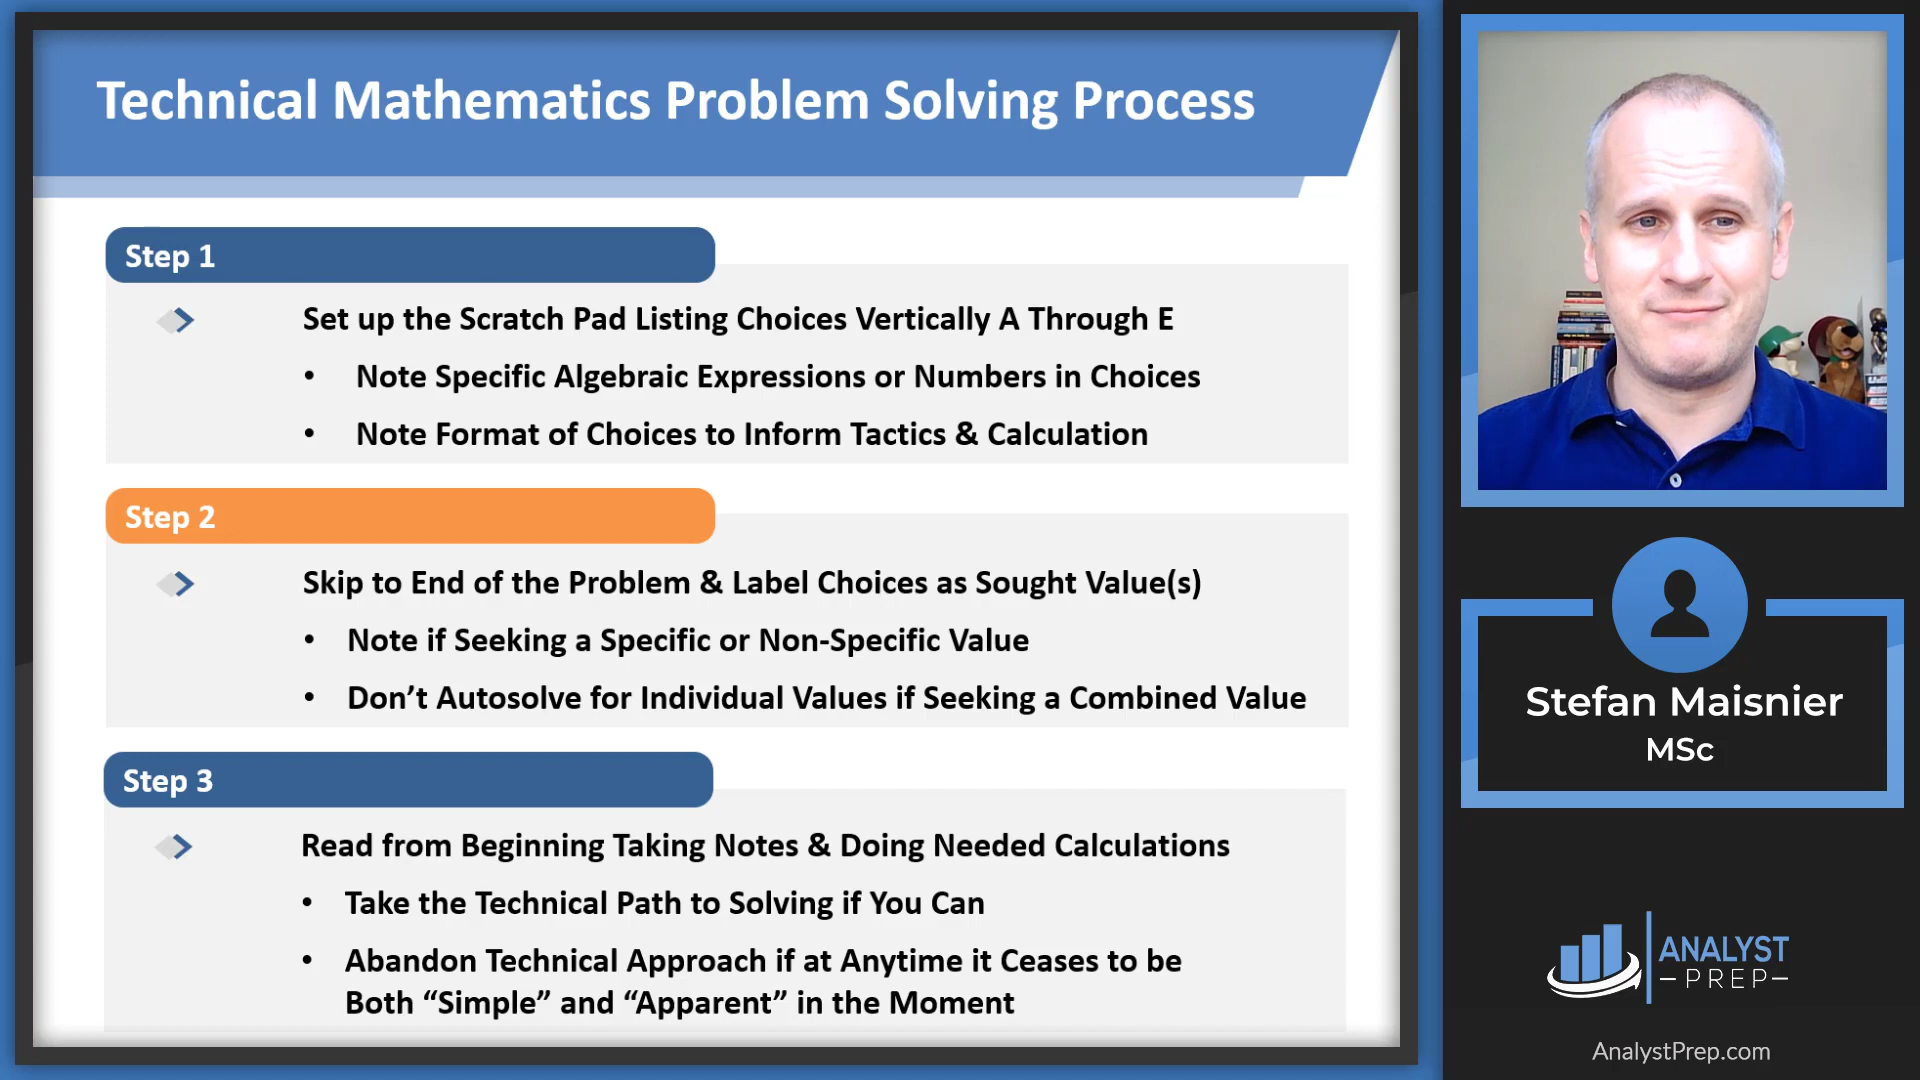 Technical Mathematics Problem Solving Process
Step 1
Set up the Scratch Pad Listing Choices Vertically A Through E
• Note Specific Algebraic Expressions or Numbers in Choices
• Note Format of Choices to Inform Tactics & Calculation
Step 2
Skip to End of the Problem & Label Choices as Sought Value(s)
• Note if Seeking a Specific or Non-Specific Value
• Don’t Autosolve for Individual Values if Seeking a Combined Value
Step 3
Read from Beginning Taking Notes & Doing Needed Calculations
• Take the Technical Path to Solving if You Can
• Abandon Technical Approach if at Anytime it Ceases to be
Both “Simple” and “Apparent” in the Moment
Stefan Maisnier
MSc
ANALYST
PREP
AnalystPrep.com